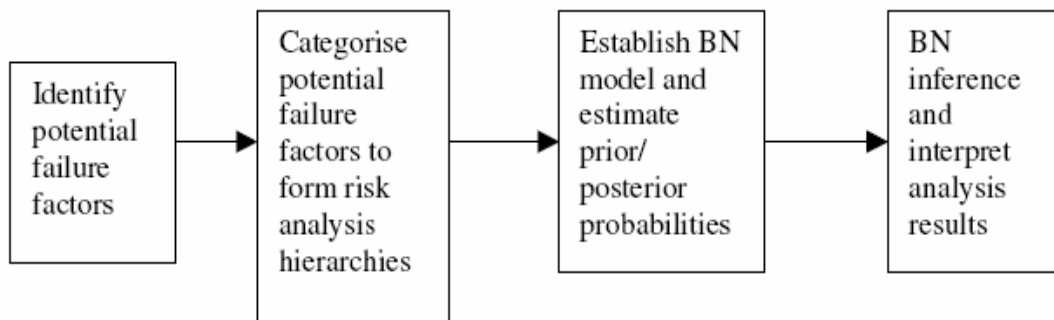 Identify
potential
failure
factors
Categorise
potential
failure
factors to
form risk
analysis
hierarchies
Establish BN
model and
estimate
prior/
posterior
probabilities
BN
inference
and
interpret
analysis
results